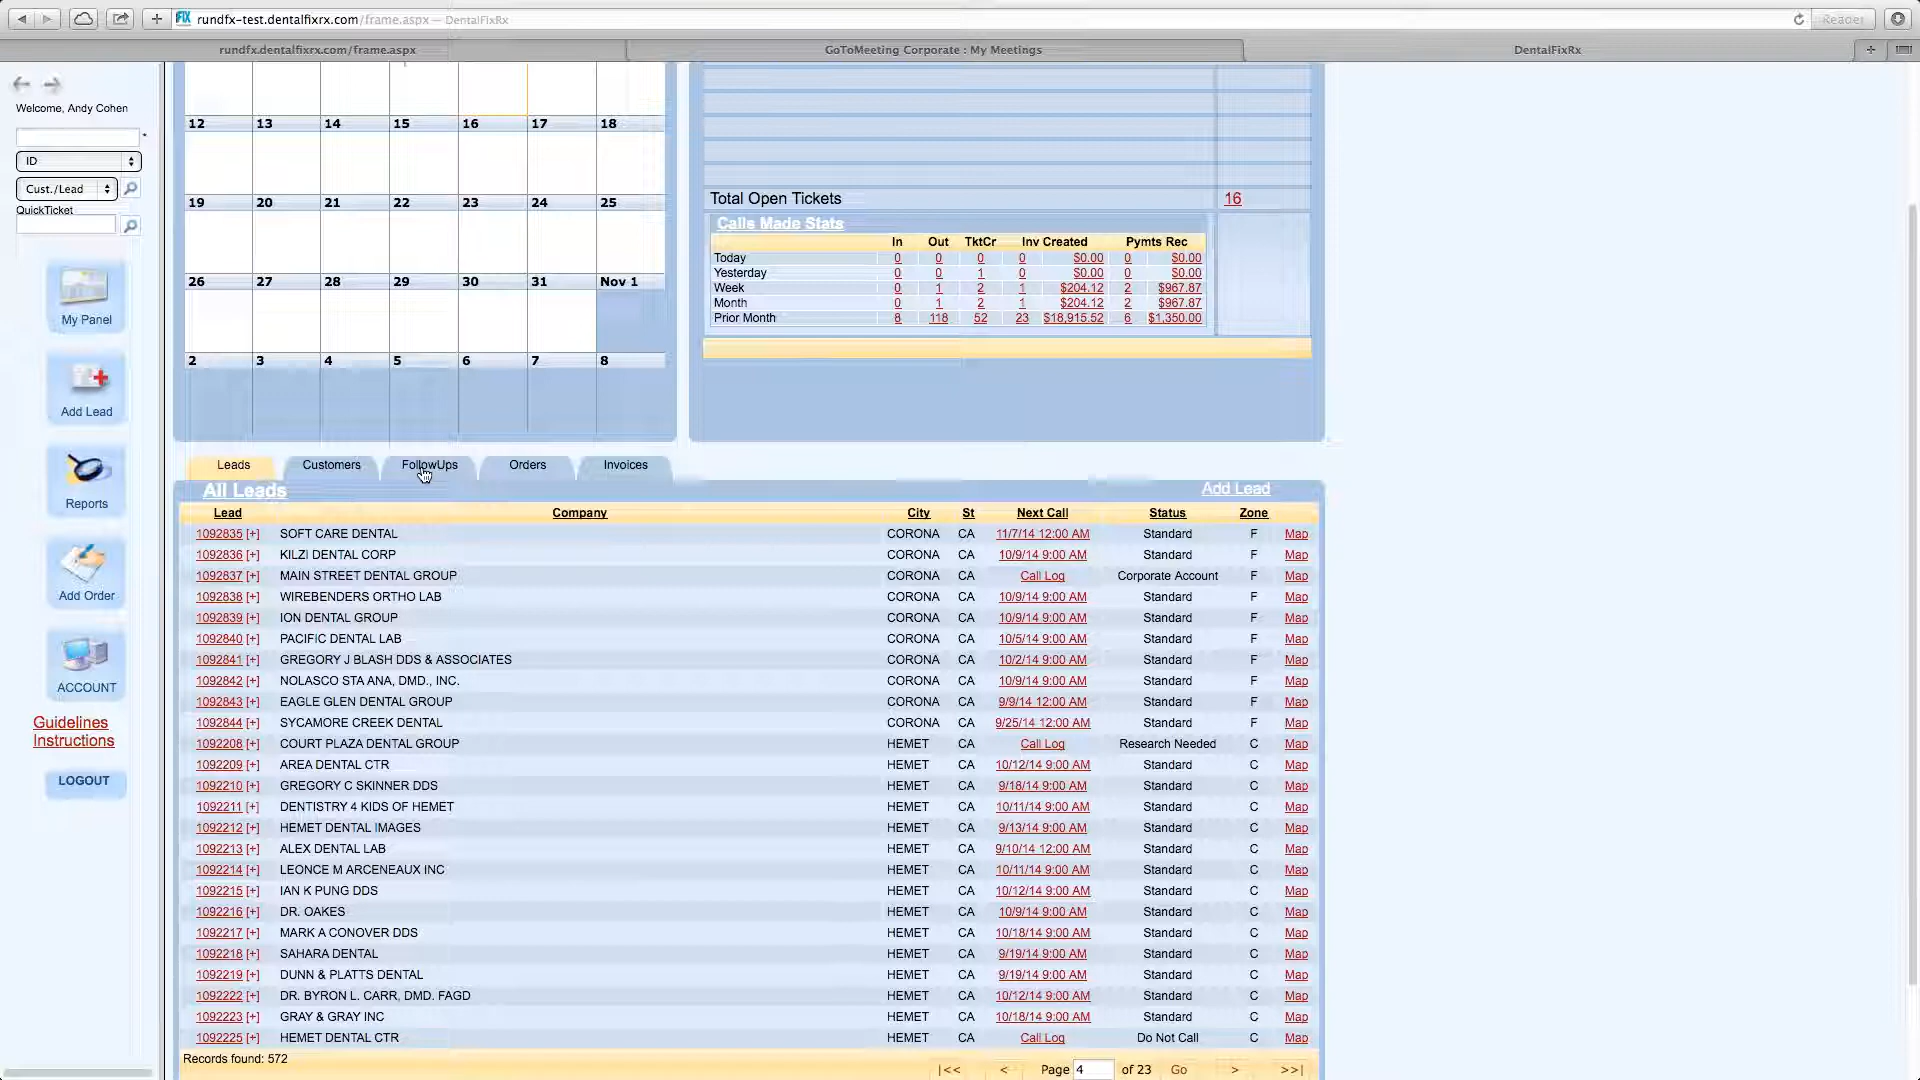 rundfx-test.dentalfixrx.com/frame.aspx — DentalFixRx
Reader
rundfx.dentalfixrx.com/frame.aspx
GoToMeeting Corporate : My Meetings
DentalFixRx
Welcome, Andy Cohen
*
ID
Cust./Lead
QuickTicket
My Panel
Add Lead
Reports
Add Order
ACCOUNT
Guidelines
Instructions
LOGOUT
12 13 14 15 16 17 18
19 20 21 22 23 24 25
26 27 28 29 30 31 Nov 1
2 3 4 5 6 7 8
Total Open Tickets 16
Calls Made Stats
In Out TktCr Inv Created Pymts Rec
Today 0 0 0 0 $0.00 0 $0.00
Yesterday 0 0 1 0 $0.00 0 $0.00
Week 0 1 2 1 $204.12 2 $967.87
Month 0 1 2 1 $204.12 2 $967.87
Prior Month 8 118 52 23 $18,915.52 6 $1,350.00
Leads Customers FollowUps Orders Invoices
All Leads Add Lead
Lead Company City St Next Call Status Zone
1092835 [+] SOFT CARE DENTAL CORONA CA 11/7/14 12:00 AM Standard F Map
1092836 [+] KILZI DENTAL CORP CORONA CA 10/9/14 9:00 AM Standard F Map
1092837 [+] MAIN STREET DENTAL GROUP CORONA CA Call Log Corporate Account F Map
1092838 [+] WIREBENDERS ORTHO LAB CORONA CA 10/9/14 9:00 AM Standard F Map
1092839 [+] ION DENTAL GROUP CORONA CA 10/9/14 9:00 AM Standard F Map
1092840 [+] PACIFIC DENTAL LAB CORONA CA 10/5/14 9:00 AM Standard F Map
1092841 [+] GREGORY J BLASH DDS & ASSOCIATES CORONA CA 10/2/14 9:00 AM Standard F Map
1092842 [+] NOLASCO STA ANA, DMD., INC. CORONA CA 10/9/14 9:00 AM Standard F Map
1092843 [+] EAGLE GLEN DENTAL GROUP CORONA CA 9/9/14 12:00 AM Standard F Map
1092844 [+] SYCAMORE CREEK DENTAL CORONA CA 9/25/14 12:00 AM Standard F Map
1092208 [+] COURT PLAZA DENTAL GROUP HEMET CA Call Log Research Needed C Map
1092209 [+] AREA DENTAL CTR HEMET CA 10/12/14 9:00 AM Standard C Map
1092210 [+] GREGORY C SKINNER DDS HEMET CA 9/18/14 9:00 AM Standard C Map
1092211 [+] DENTISTRY 4 KIDS OF HEMET HEMET CA 10/11/14 9:00 AM Standard C Map
1092212 [+] HEMET DENTAL IMAGES HEMET CA 9/13/14 9:00 AM Standard C Map
1092213 [+] ALEX DENTAL LAB HEMET CA 9/10/14 12:00 AM Standard C Map
1092214 [+] LEONCE M ARCENEAUX INC HEMET CA 10/11/14 9:00 AM Standard C Map
1092215 [+] IAN K PUNG DDS HEMET CA 10/12/14 9:00 AM Standard C Map
1092216 [+] DR. OAKES HEMET CA 10/9/14 9:00 AM Standard C Map
1092217 [+] MARK A CONOVER DDS HEMET CA 10/18/14 9:00 AM Standard C Map
1092218 [+] SAHARA DENTAL HEMET CA 9/19/14 9:00 AM Standard C Map
1092219 [+] DUNN & PLATTS DENTAL HEMET CA 9/19/14 9:00 AM Standard C Map
1092222 [+] DR. BYRON L. CARR, DMD. FAGD HEMET CA 10/12/14 9:00 AM Standard C Map
1092223 [+] GRAY & GRAY INC HEMET CA 10/18/14 9:00 AM Standard C Map
1092225 [+] HEMET DENTAL CTR HEMET CA Call Log Do Not Call C Map
Records found: 572
|<< < Page 4 of 23 Go > >>|